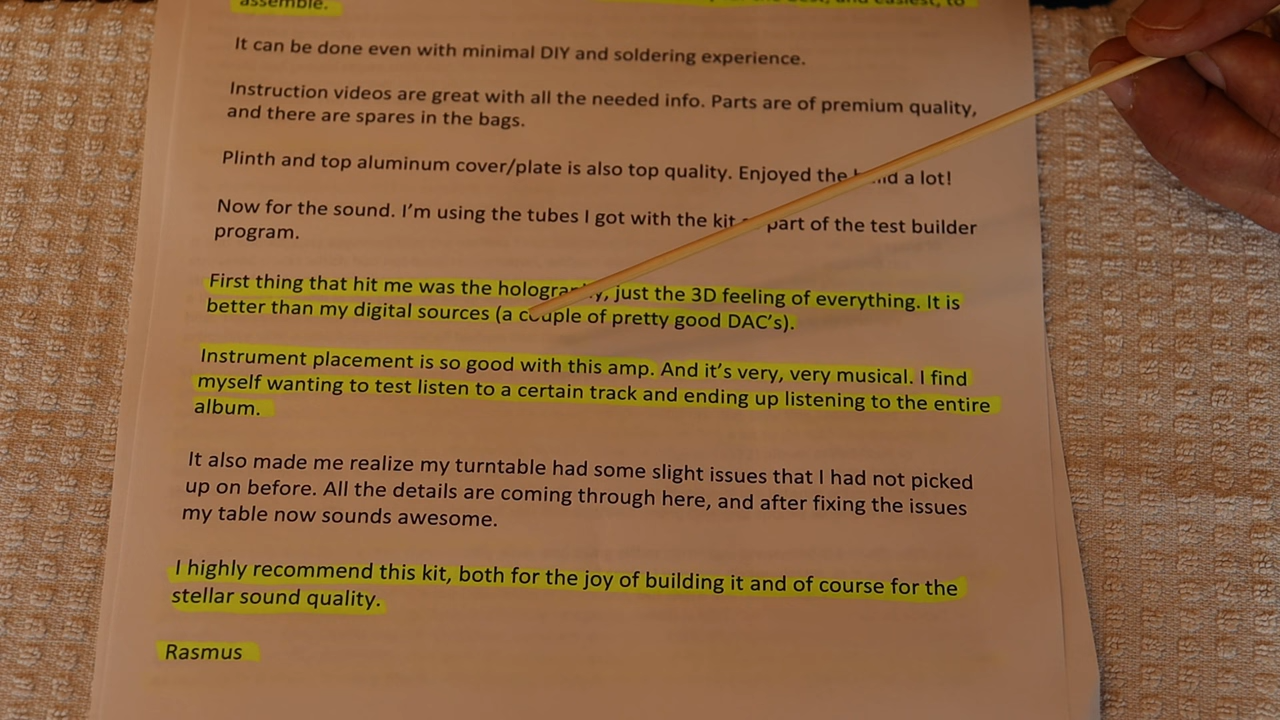 assemble.
It can be done even with minimal DIY and soldering experience.
Instruction videos are great with all the needed info. Parts are of premium quality,
and there are spares in the bags.
Plinth and top aluminum cover/plate is also top quality. Enjoyed the a lot!
Now for the sound. I’m using the tubes I got with the kit part of the test builder
program.
First thing that hit me was the holography, just the 3D feeling of everything. It is
better than my digital sources (a couple of pretty good DAC’s).
Instrument placement is so good with this amp. And it’s very, very musical. I find
myself wanting to test listen to a certain track and ending up listening to the entire
album.
It also made me realize my turntable had some slight issues that I had not picked
up on before. All the details are coming through here, and after fixing the issues
my table now sounds awesome.
I highly recommend this kit, both for the joy of building it and of course for the
stellar sound quality.
Rasmus